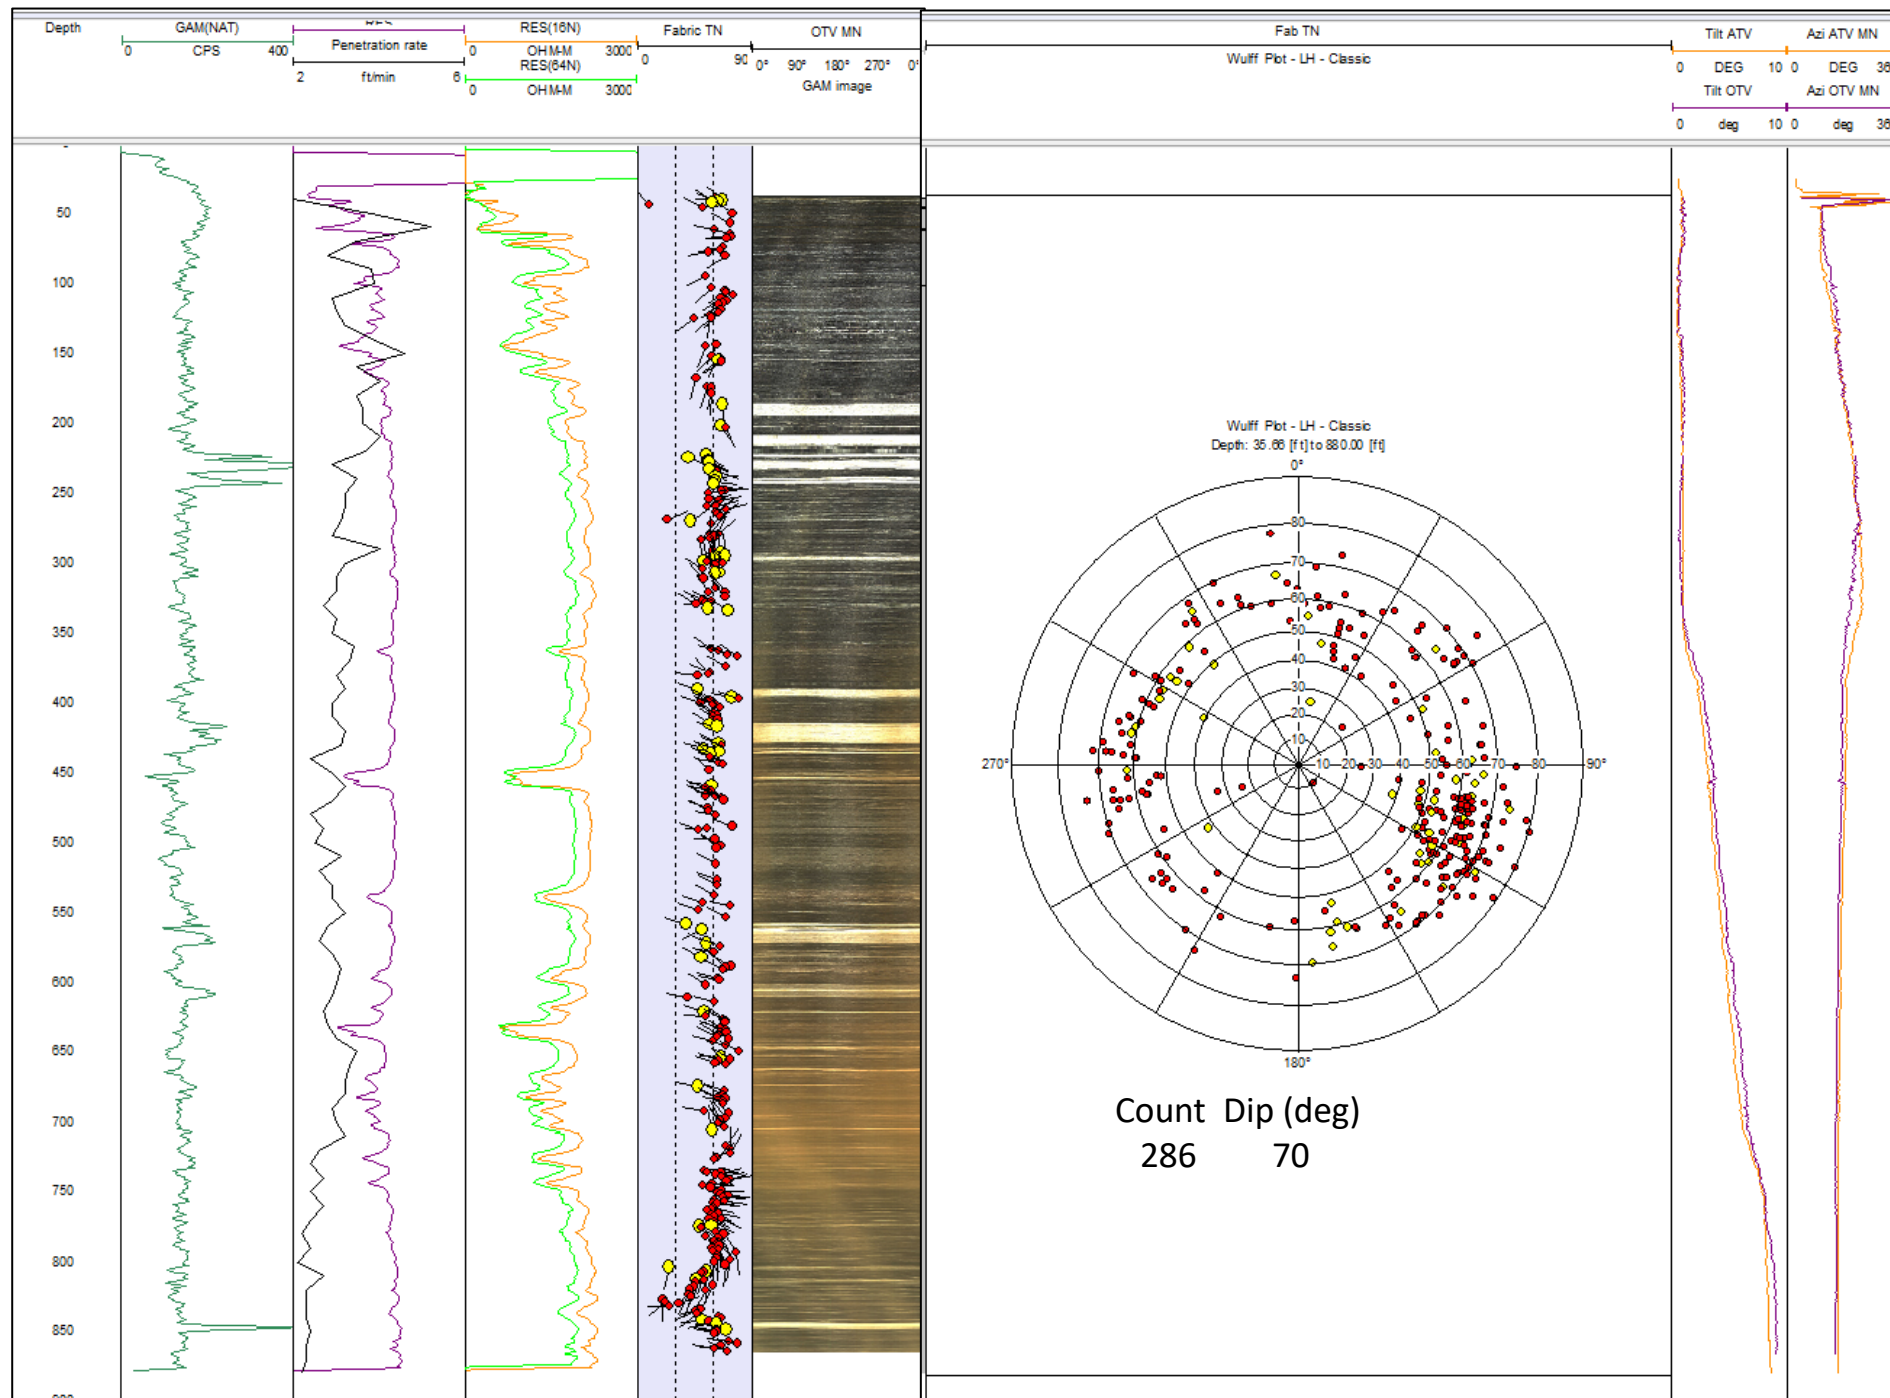 Depth
GAM(NAT)
0 CPS 400
RES
Penetration rate
2 ft/min 6
RES(16N)
0 OHM-M 3000
RES(64N)
0 OHM-M 3000
Fabric TN
0 90
OTV MN
0° 90° 180° 270° 0°
GAM image
Fab TN
Wulff Plot - LH - Classic
Tilt ATV
0 DEG 10
Tilt OTV
0 deg 10
Azi ATV MN
0 DEG 36
Azi OTV MN
0 deg 36
50
100
150
200
250
300
350
400
450
500
550
600
650
700
750
800
850
Wulff Plot - LH - Classic
Depth: 35.66 [ft] to 880.00 [ft]
0°
80
70
60
50
40
30
20
10
270°
10 20 30 40 50 60 70 80
90°
180°
Count Dip (deg)
286 70